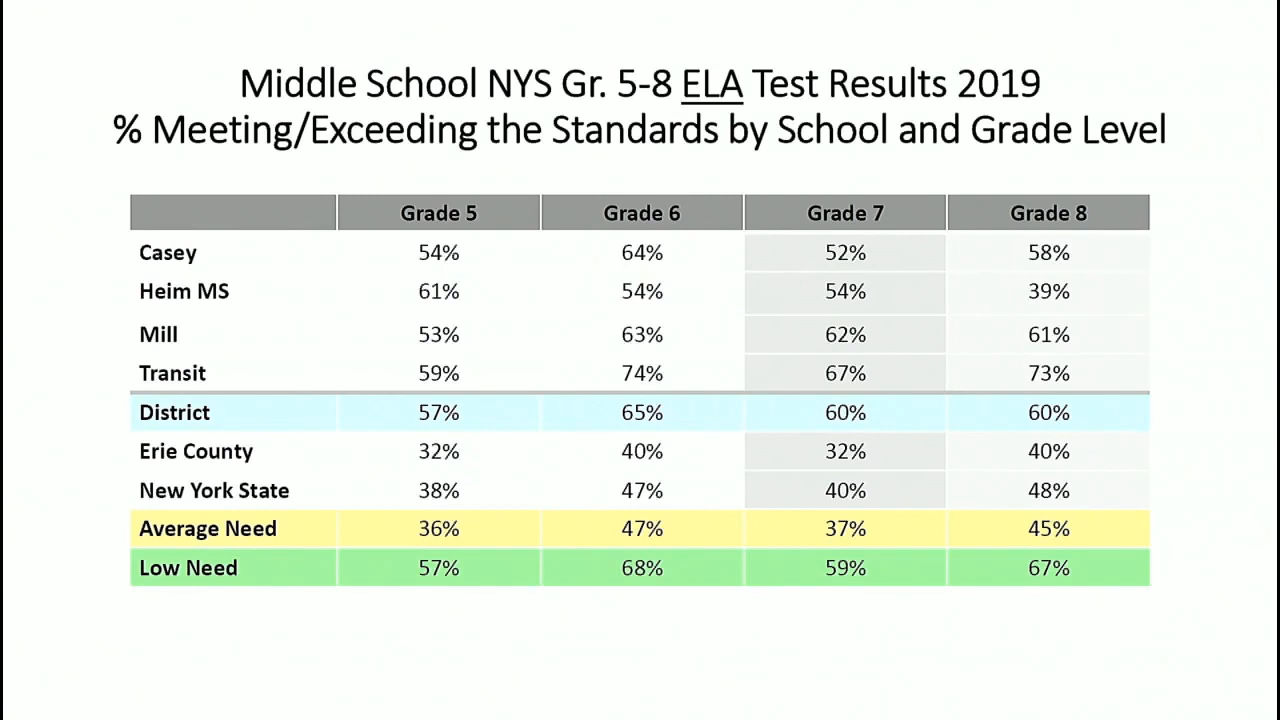 Middle School NYS Gr. 5-8 ELA Test Results 2019
% Meeting/Exceeding the Standards by School and Grade Level
Grade 5 Grade 6 Grade 7 Grade 8
Casey 54% 64% 52% 58%
Heim MS 61% 54% 54% 39%
Mill 53% 63% 62% 61%
Transit 59% 74% 67% 73%
District 57% 65% 60% 60%
Erie County 32% 40% 32% 40%
New York State 38% 47% 40% 48%
Average Need 36% 47% 37% 45%
Low Need 57% 68% 59% 67%